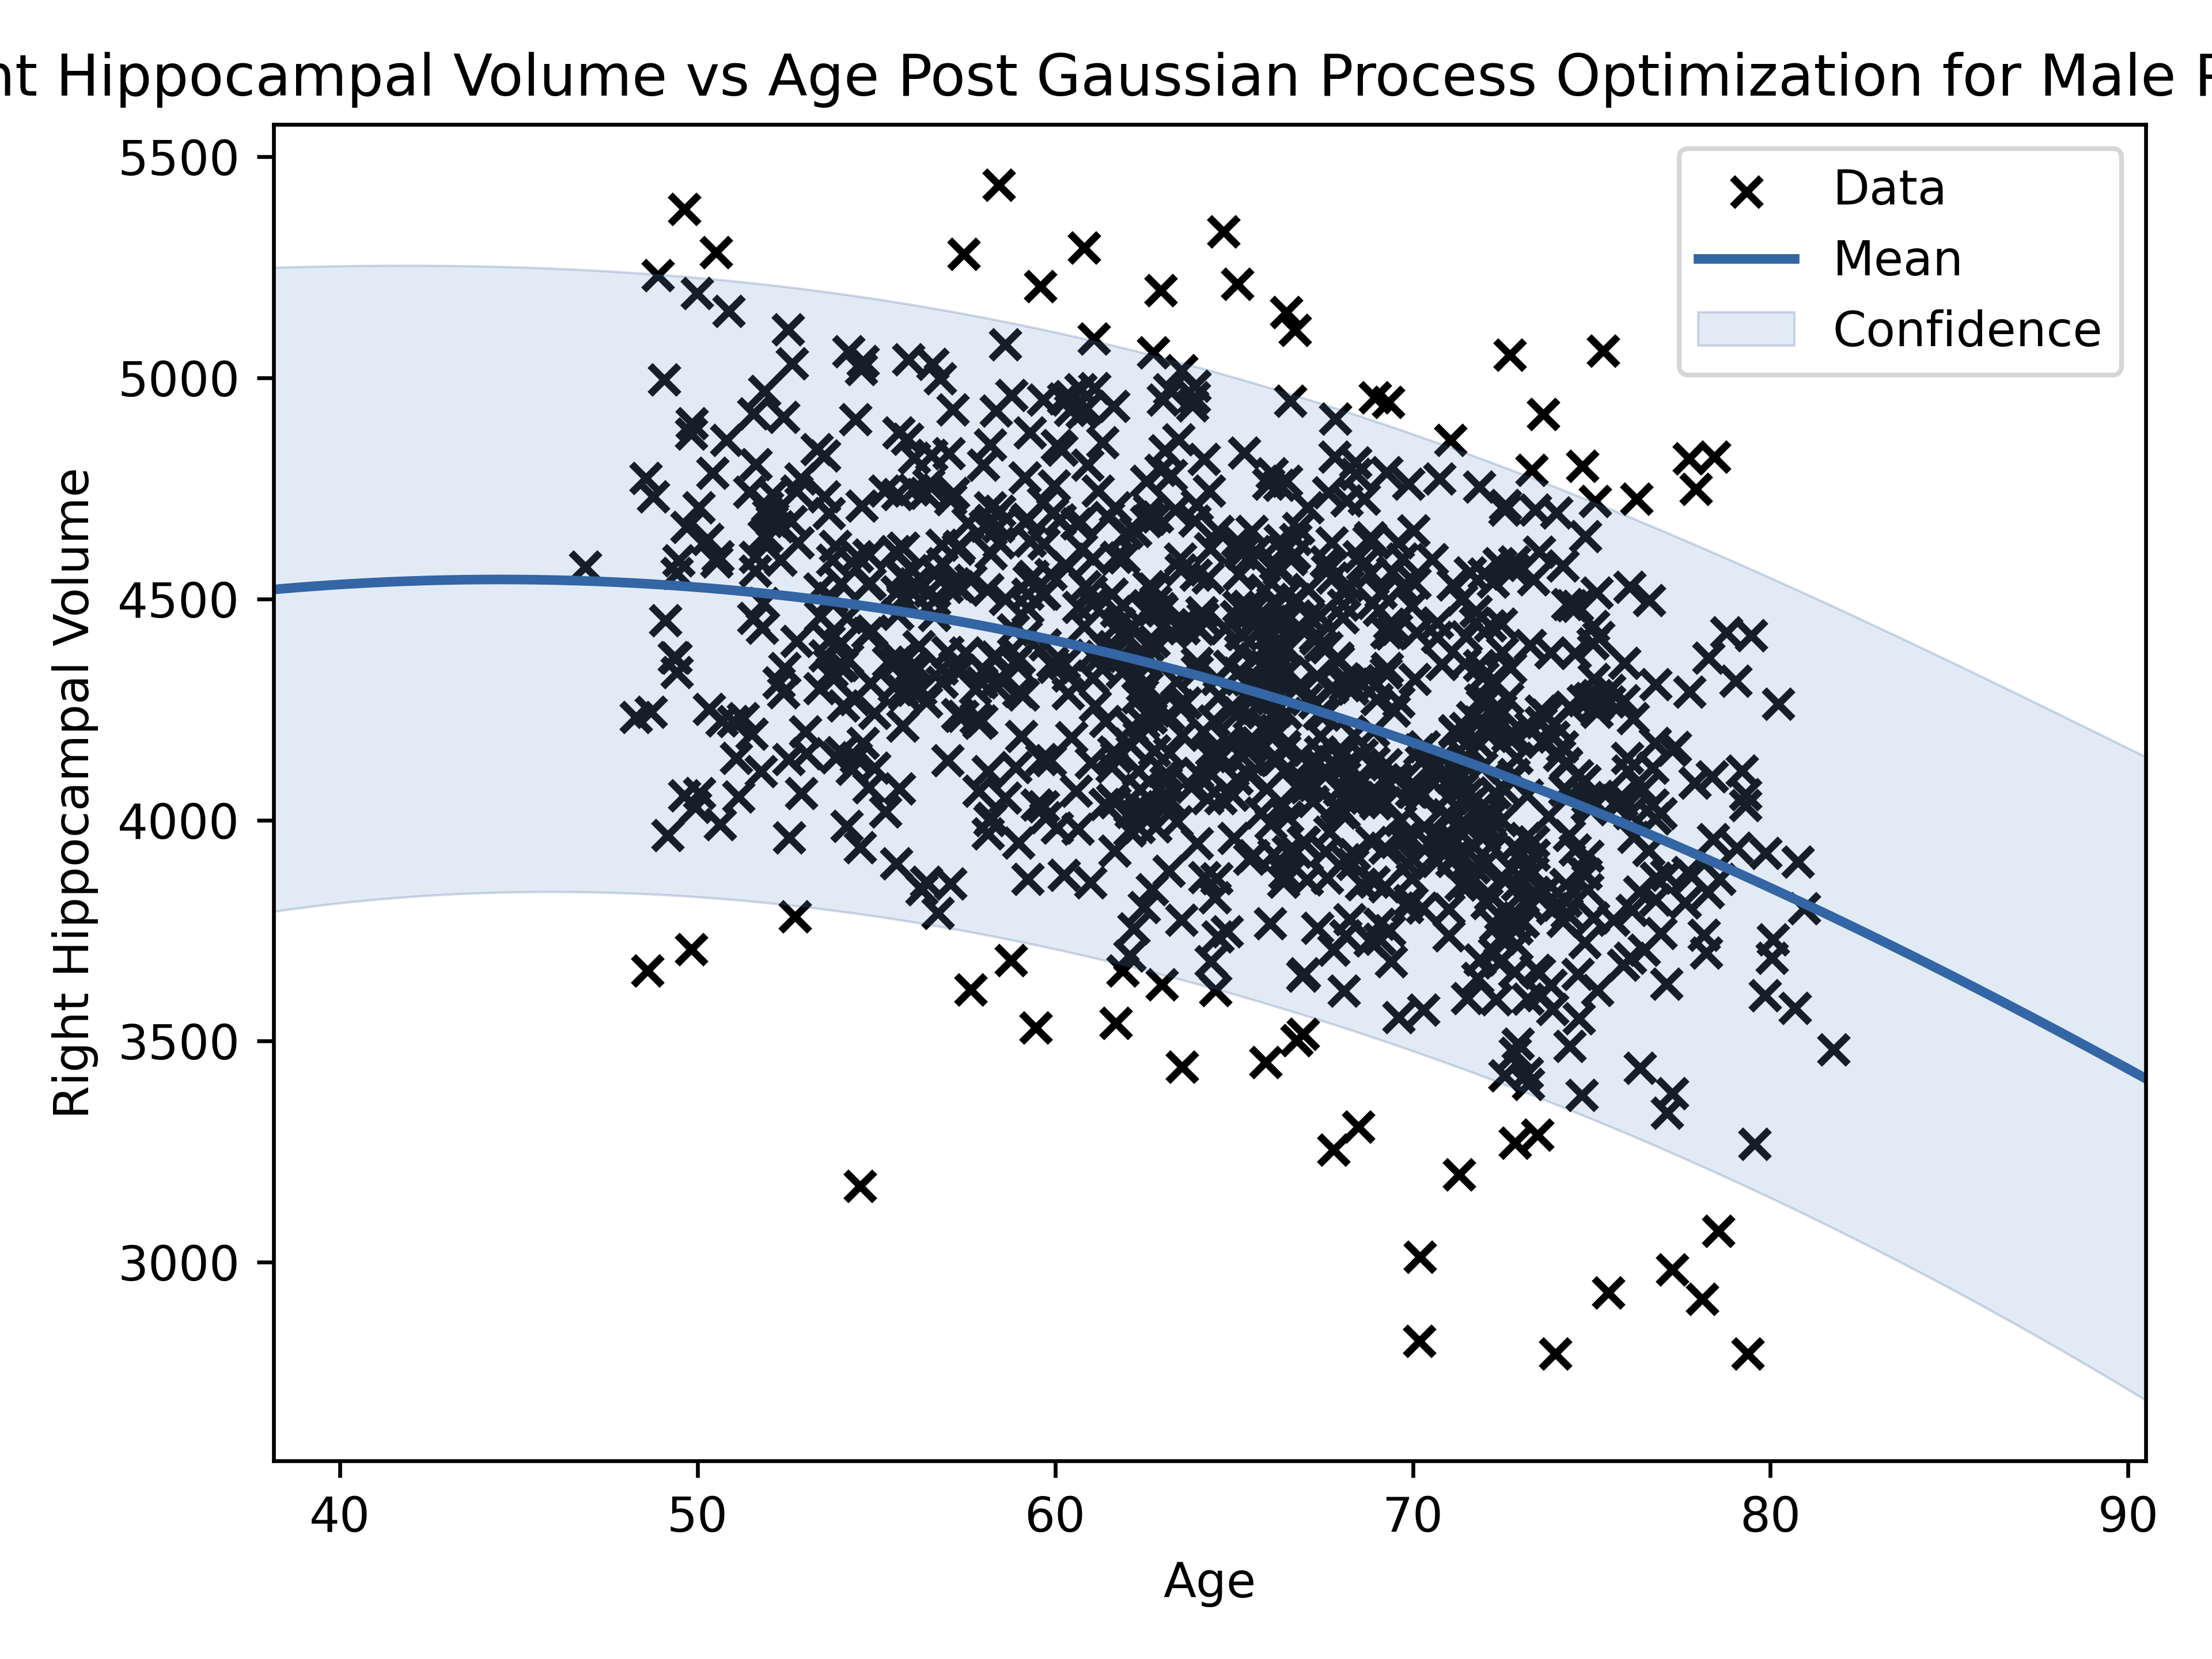 Hippocampal Volume vs Age Post Gaussian Process Optimization for Male
5500
5000
4500
4000
3500
3000
Right Hippocampal Volume
Data
Mean
Confidence
40 50 60 70 80 90
Age